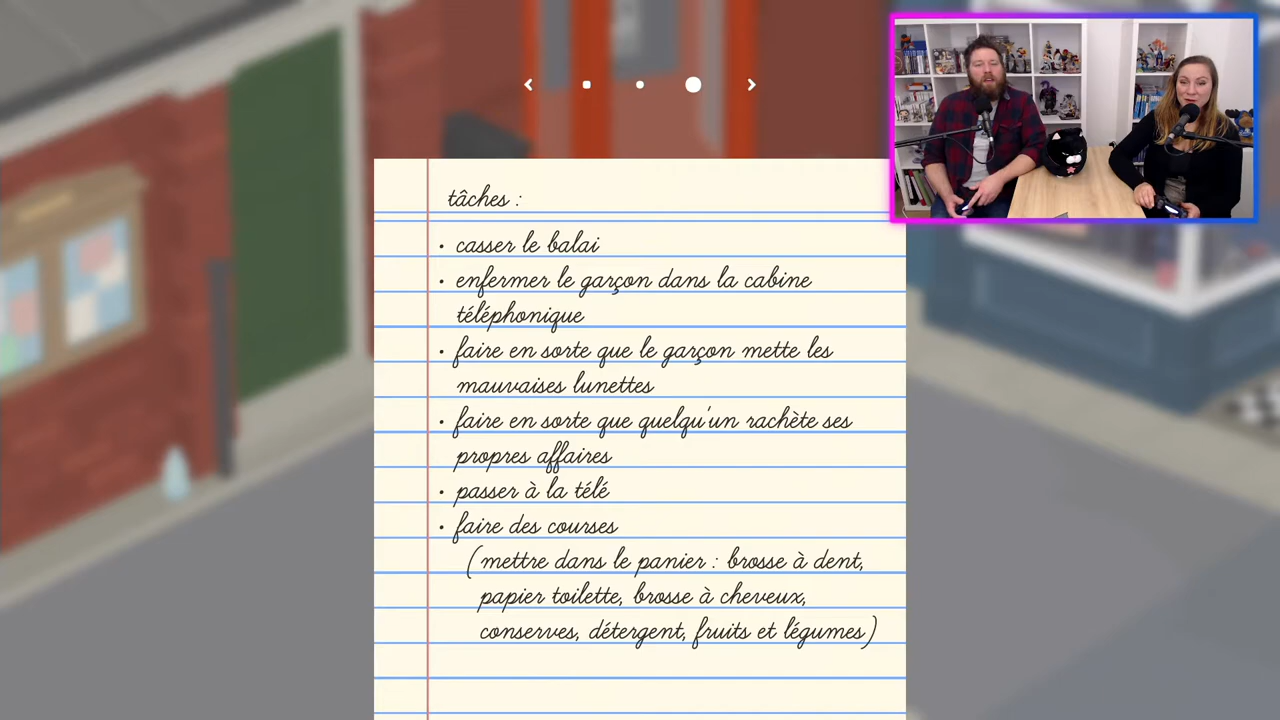 tâches :
• casser le balai
• enfermer le garçon dans la cabine
téléphonique
• faire en sorte que le garçon mette les
mauvaises lunettes
• faire en sorte que quelqu'un rachète ses
propres affaires
• passer à la télé
• faire des courses
(mettre dans le panier : brosse à dent,
papier toilette, brosse à cheveux,
conserves, détergent, fruits et légumes)